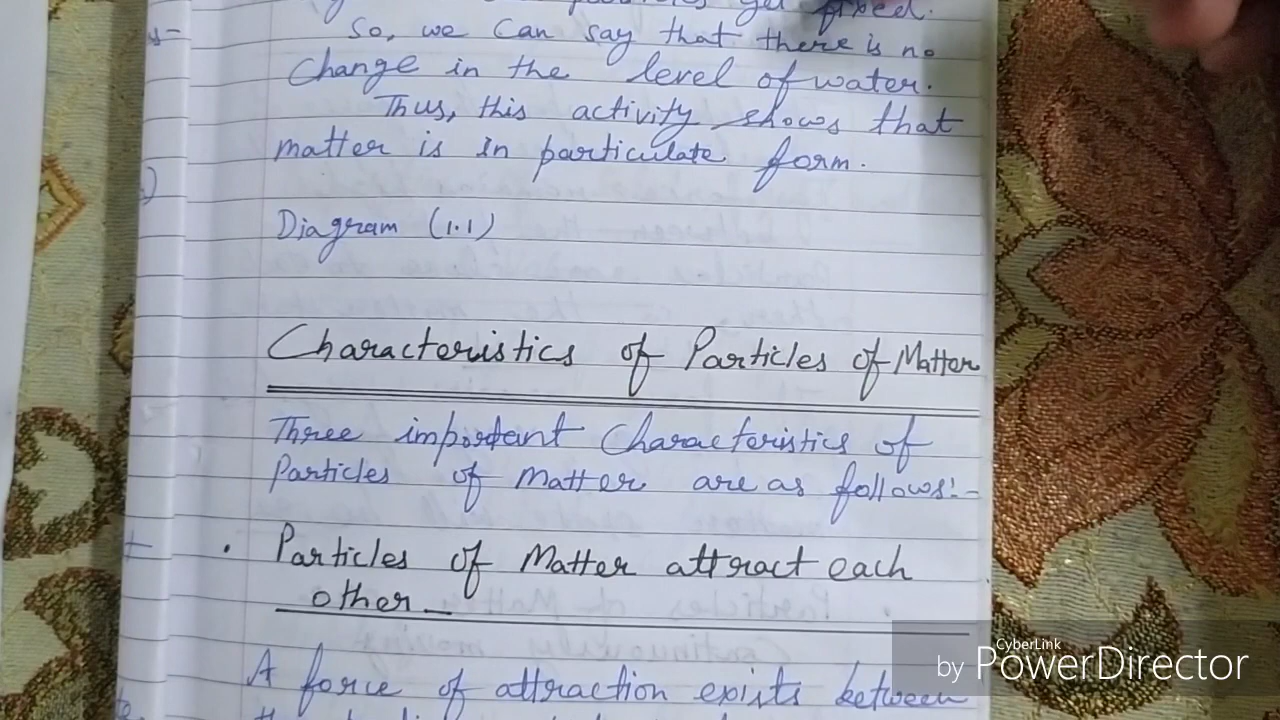 get fixed.
So, we can say that there is no
Change in the level of water.
Thus, this activity shows that
matter is in particulate form.
Diagram (1.1)
Characteristics of Particles of Matter
Three important Characteristics of
Particles of Matter are as follows:-
• Particles of Matter attract each
other
A force of attraction exists between
CyberLink
by PowerDirector